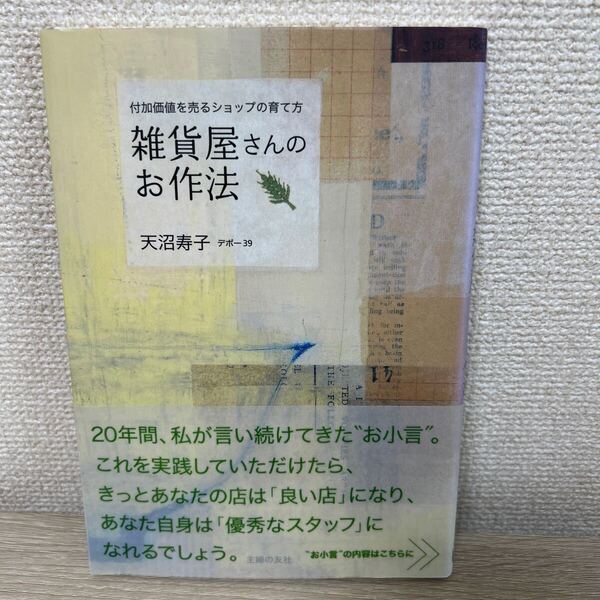 付加価値を売るショップの育て方
雑貨屋さんの
お作法
天沼寿子 デポー39
20年間、私が言い続けてきた“お小言”。
これを実践していただけたら、
きっとあなたの店は「良い店」になり、
あなた自身は「優秀なスタッフ」に
なれるでしょう。
主婦の友社
“お小言”の内容はこちらに
318
41
TED
THE FOLL